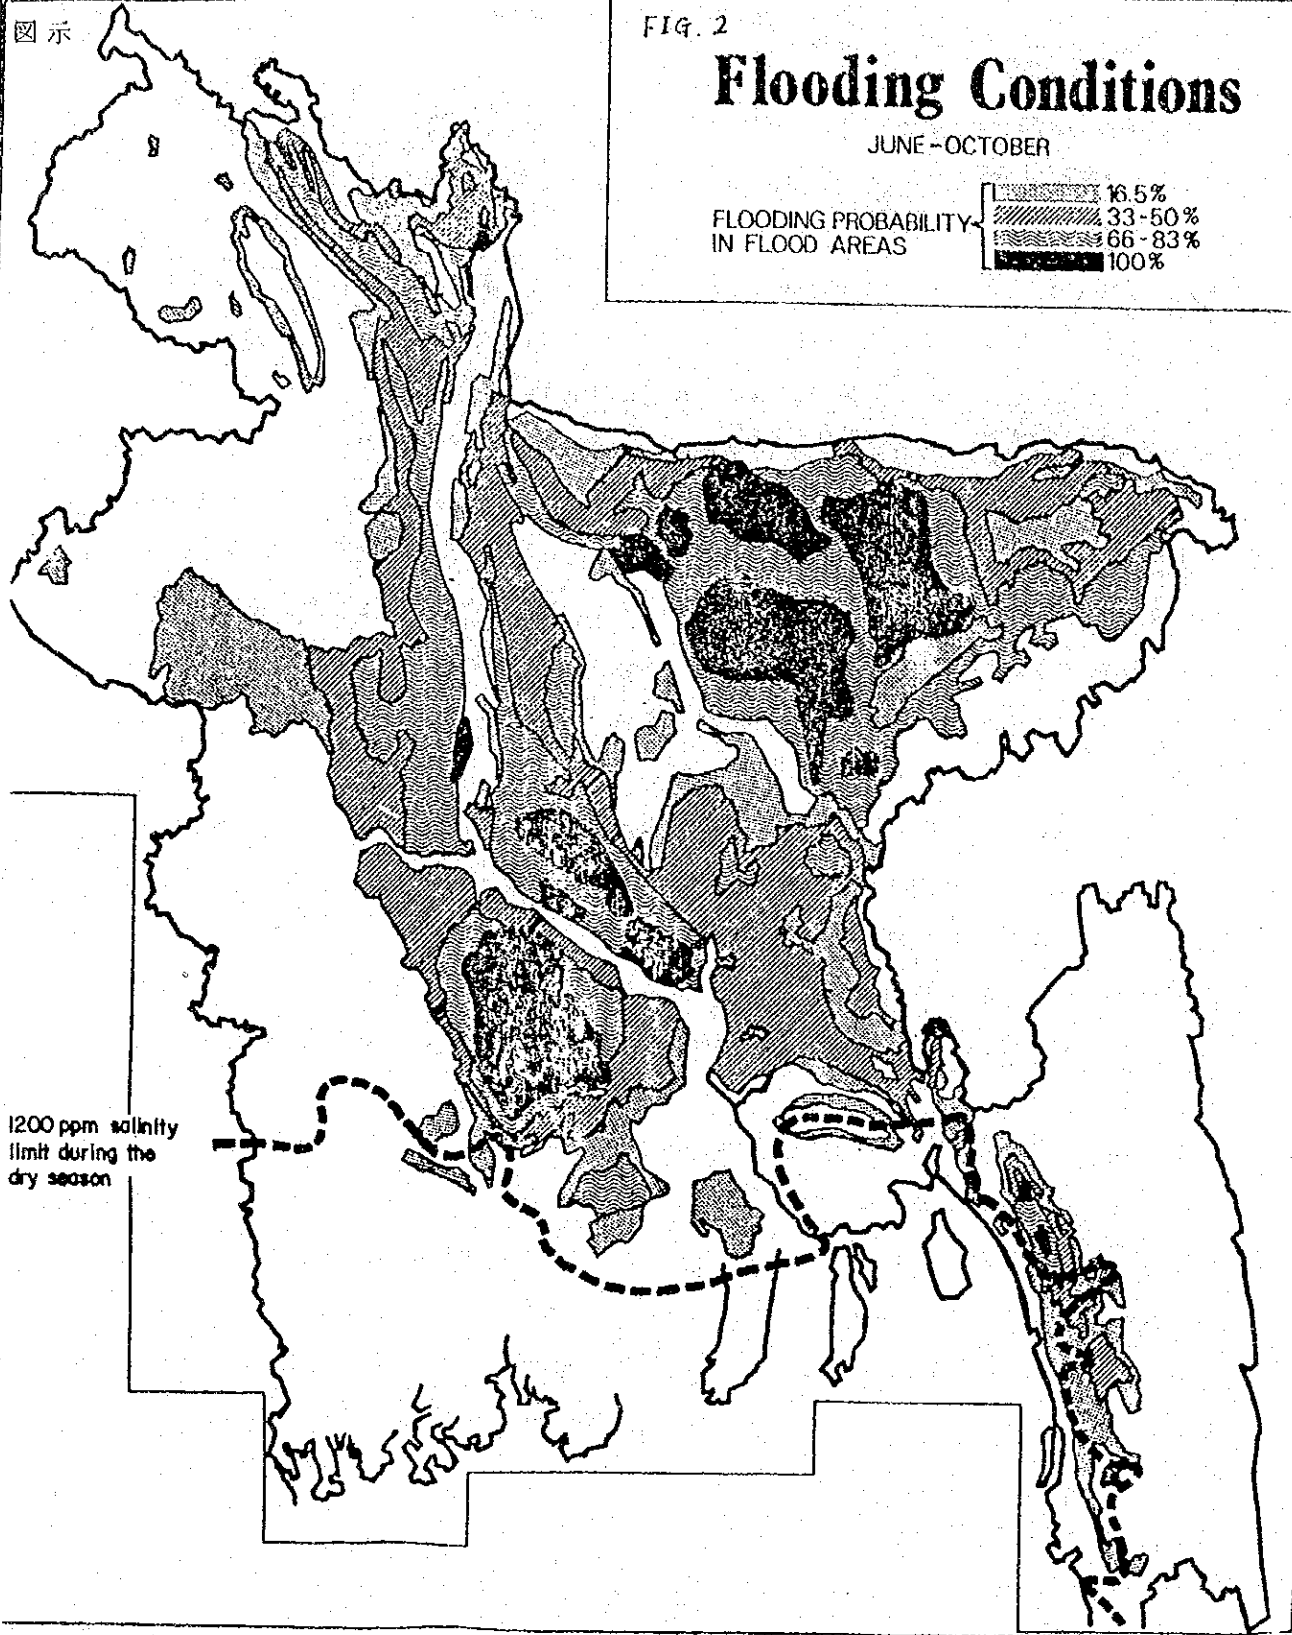 図示
FIG. 2
Flooding Conditions
JUNE-OCTOBER
FLOODING PROBABILITY
IN FLOOD AREAS
16.5%
33-50%
66-83%
100%
1200 ppm salinity
limit during the
dry season